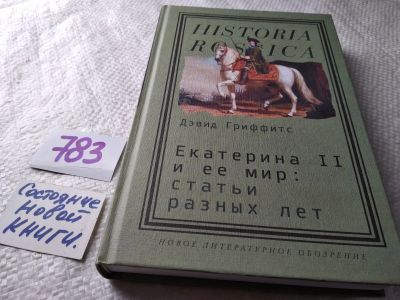 HISTORIA
ROSSICA
Дэвид Гриффитс
Екатерина II
и ее мир:
статьи
разных лет
НОВОЕ ЛИТЕРАТУРНОЕ ОБОЗРЕНИЕ
783
Состояние
новой
книги.